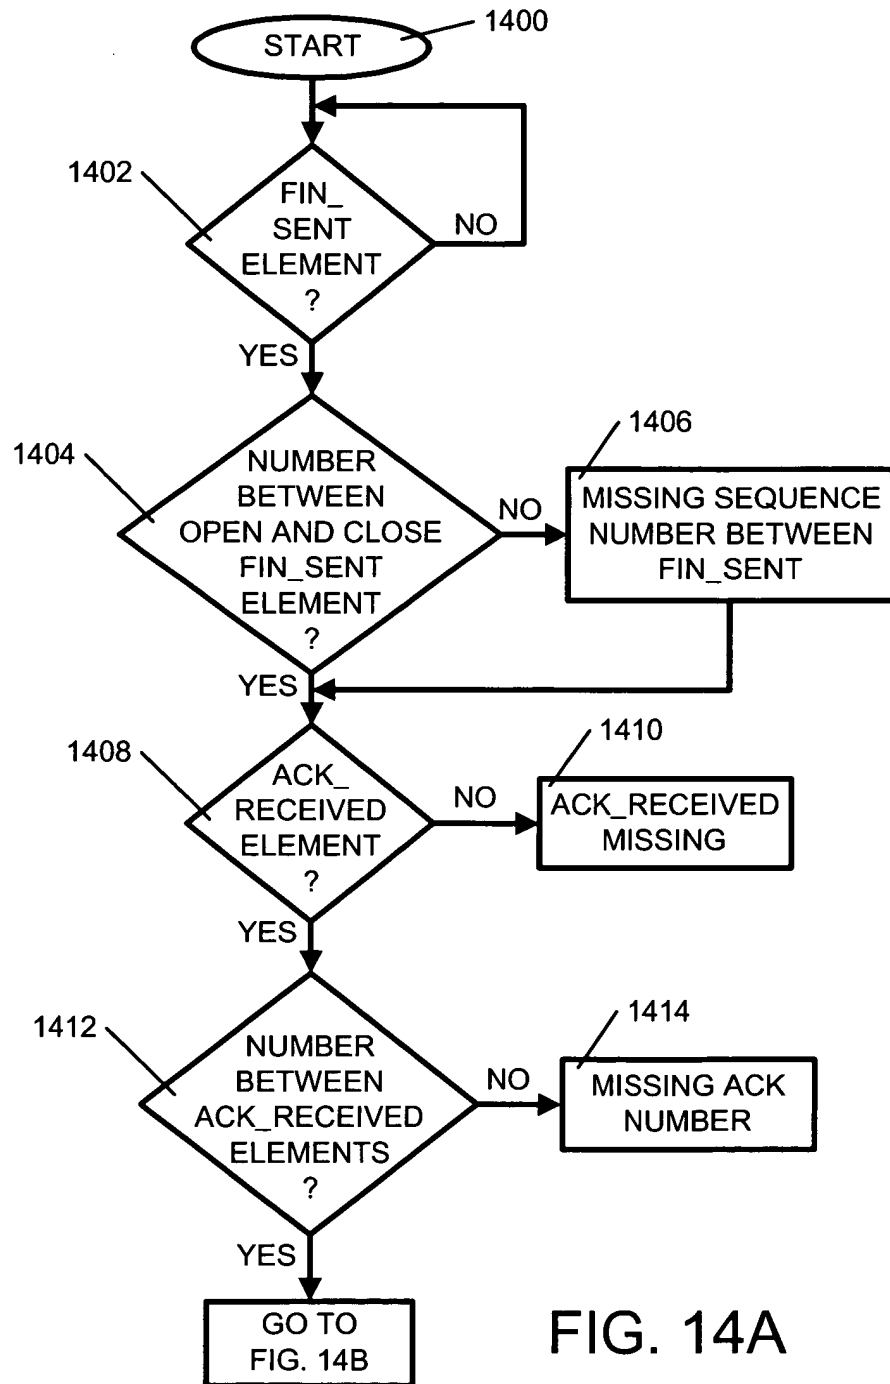 1400
START
1402
FIN_
SENT
ELEMENT
?
NO
YES
1404
NUMBER
BETWEEN
OPEN AND CLOSE
FIN_SENT
ELEMENT
?
NO
1406
MISSING SEQUENCE
NUMBER BETWEEN
FIN_SENT
YES
1408
ACK_
RECEIVED
ELEMENT
?
NO
1410
ACK_RECEIVED
MISSING
YES
1412
NUMBER
BETWEEN
ACK_RECEIVED
ELEMENTS
?
NO
1414
MISSING ACK
NUMBER
YES
GO TO
FIG. 14B
FIG. 14A